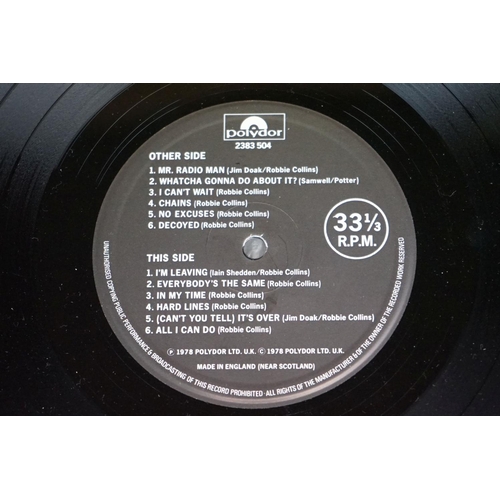 polydor
2383 504
OTHER SIDE
1. MR. RADIO MAN (Jim Doak/Robbie Collins)
2. WHATCHA GONNA DO ABOUT IT? (Samwell/Potter)
3. I CAN'T WAIT (Robbie Collins)
4. CHAINS (Robbie Collins)
5. NO EXCUSES (Robbie Collins)
6. DECOYED (Robbie Collins)
33 1/3
R.P.M.
THIS SIDE
1. I'M LEAVING (Iain Shedden/Robbie Collins)
2. EVERYBODY'S THE SAME (Robbie Collins)
3. IN MY TIME (Robbie Collins)
4. HARD LINES (Robbie Collins)
5. (CAN'T YOU TELL) IT'S OVER (Jim Doak/Robbie Collins)
6. ALL I CAN DO (Robbie Collins)
℗ 1978 POLYDOR LTD. U.K. © 1978 POLYDOR LTD. U.K.
MADE IN ENGLAND (NEAR SCOTLAND)
UNAUTHORISED COPYING PUBLIC PERFORMANCE & BROADCASTING OF THIS RECORD PROHIBITED · ALL RIGHTS OF THE MANUFACTURER & OF THE OWNER OF THE RECORDED WORK RESERVED